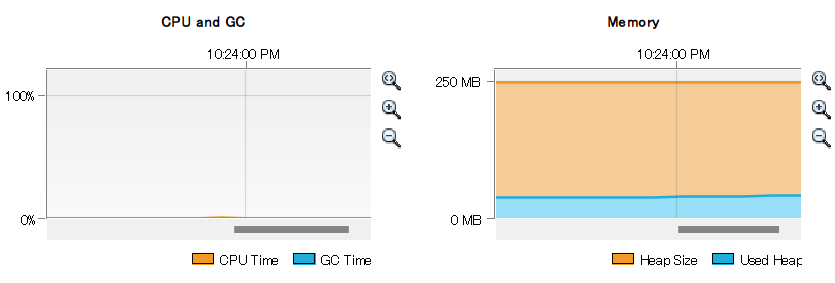 CPU and GC
10:24:00 PM
100%
0%
CPU Time
GC Time
Memory
10:24:00 PM
250 MB
0 MB
Heap Size
Used Heap